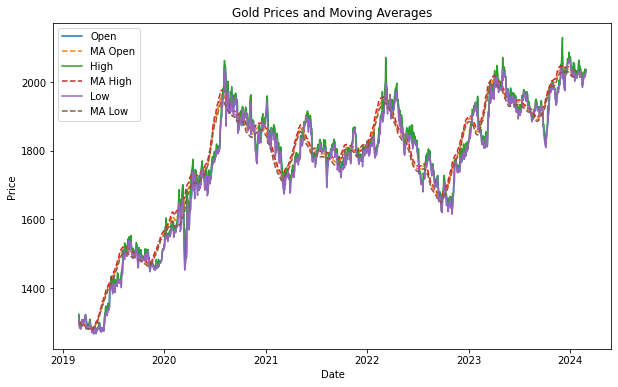 Gold Prices and Moving Averages
Open
MA Open
High
MA High
Low
MA Low
Price
2000
1800
1600
1400
2019
2020
2021
2022
2023
2024
Date